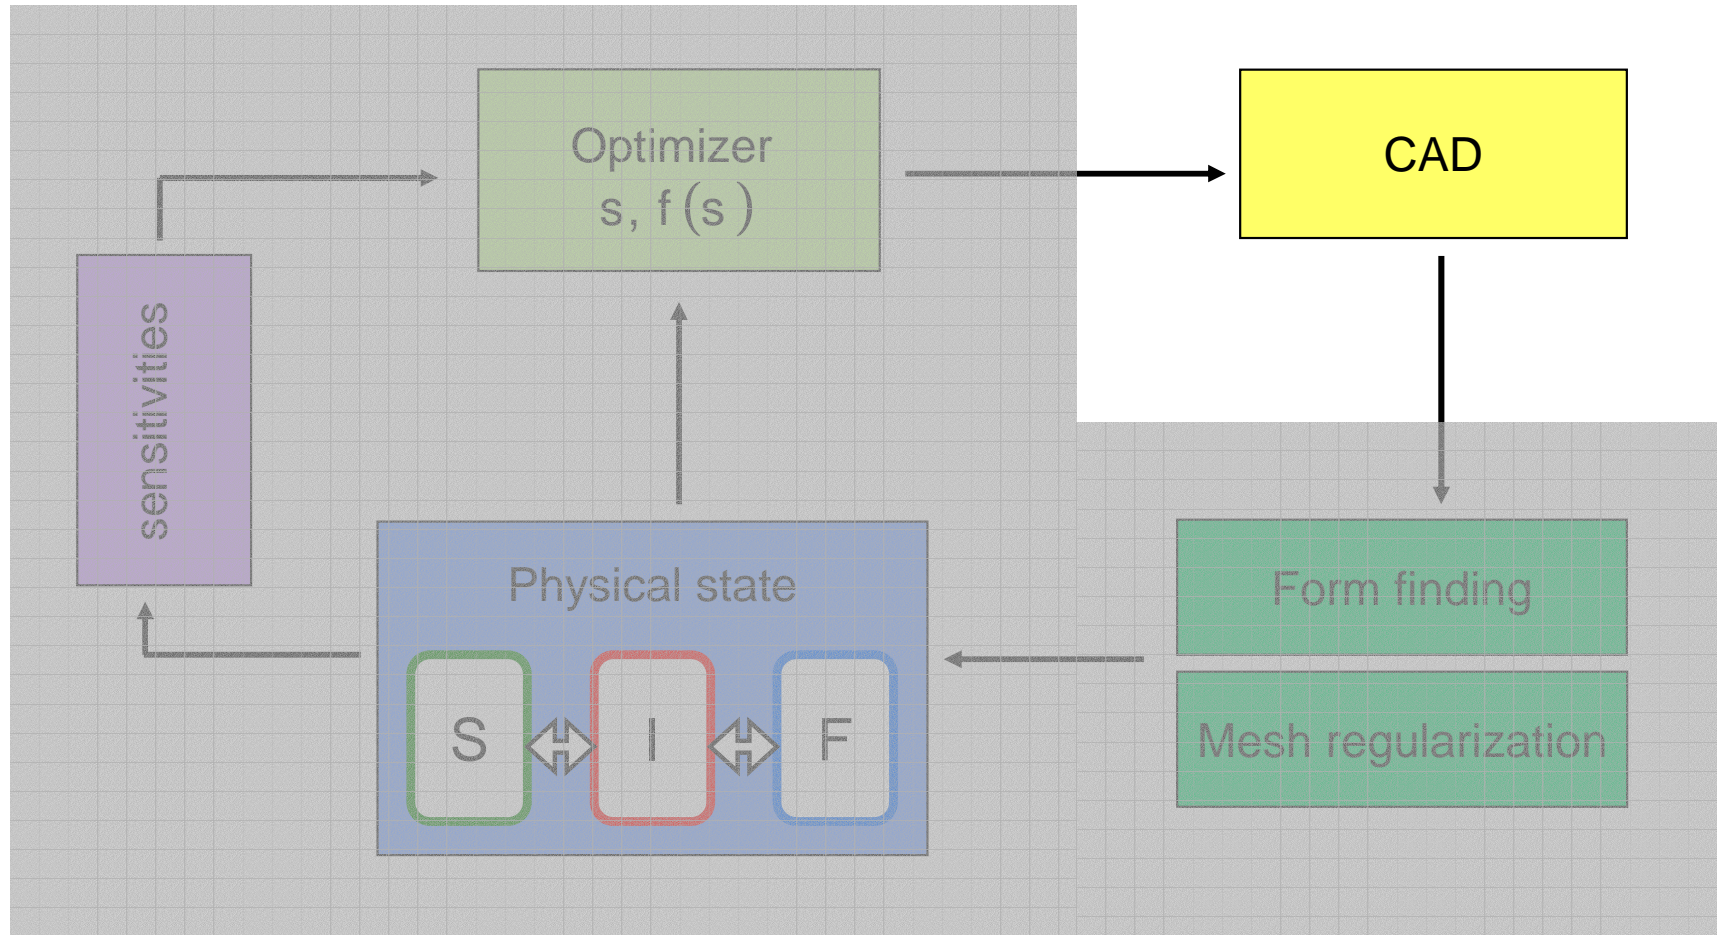 Optimizer
s, f (s)
CAD
sensitivities
Physical state
S
I
F
Form finding
Mesh regularization